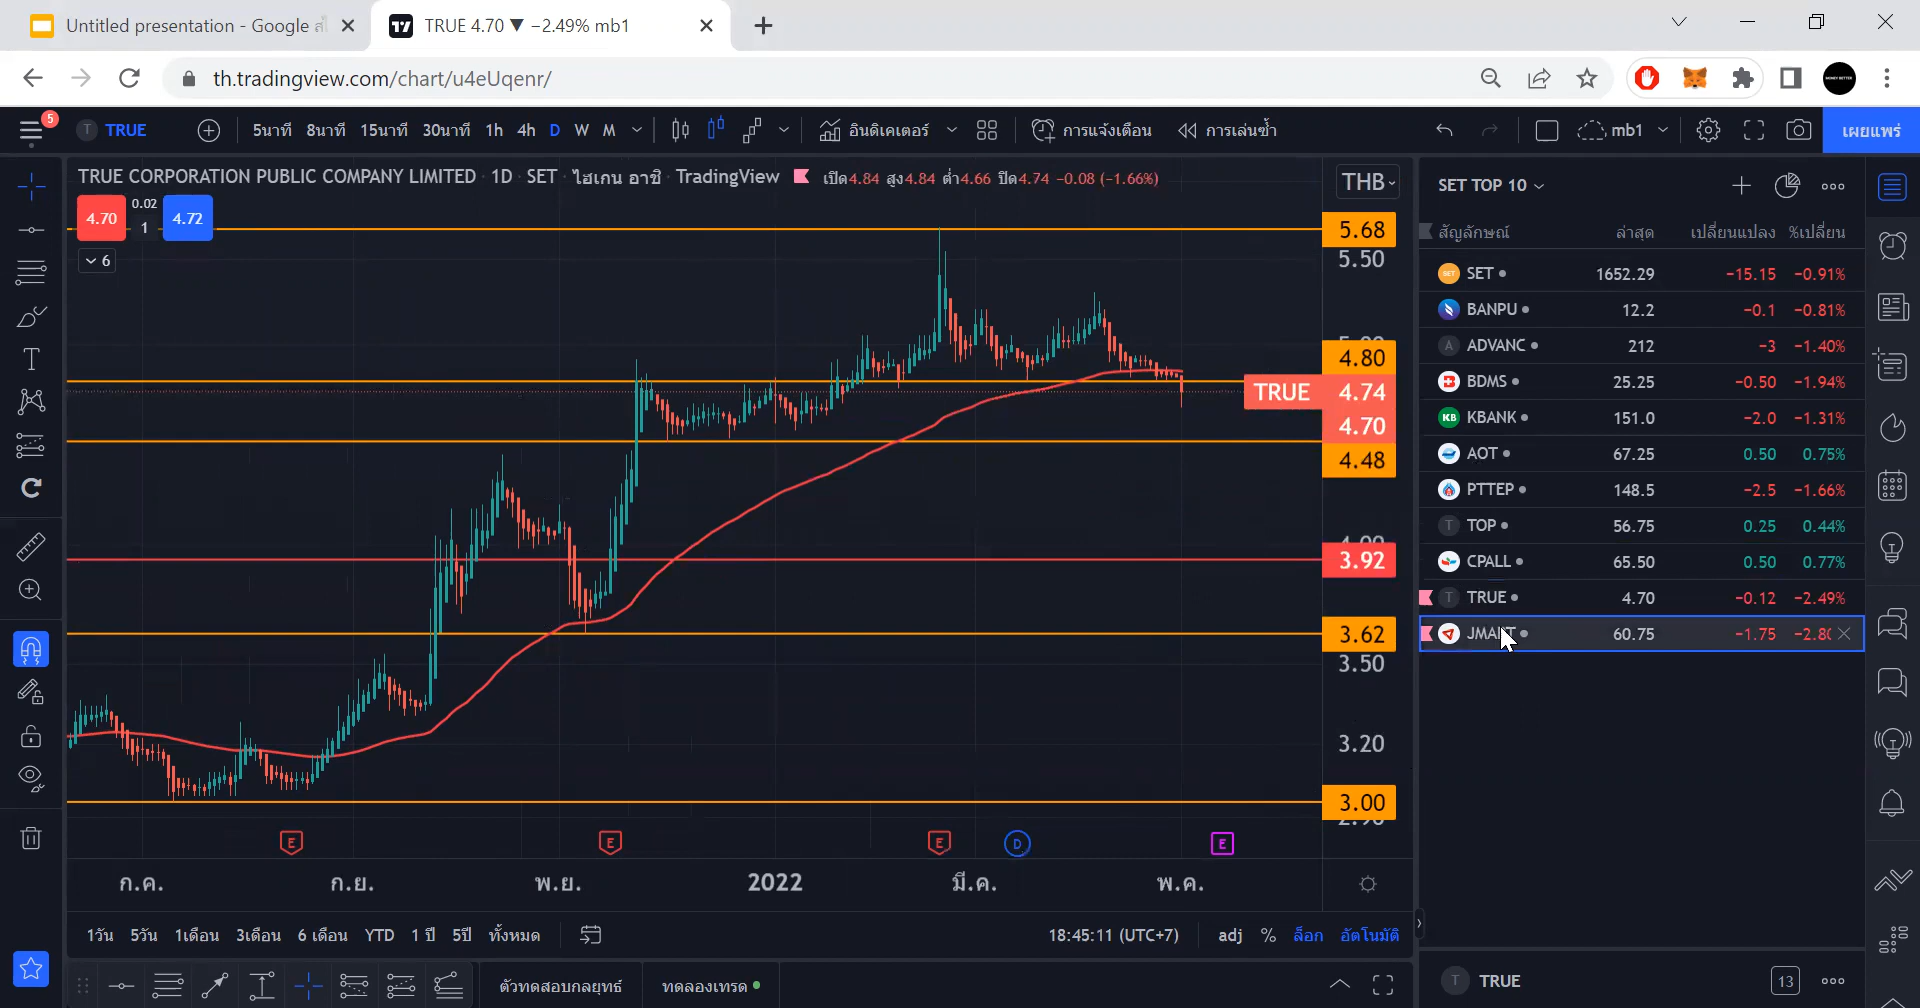 Untitled presentation - Google ส
TRUE 4.70 ▼ −2.49% mb1
th.tradingview.com/chart/u4eUqenr/
5
T TRUE
5นาที 8นาที 15นาที 30นาที 1h 4h D W M
อินดิเคเตอร์
การแจ้งเตือน
การเล่นซ้ำ
mb1
เผยแพร่
TRUE CORPORATION PUBLIC COMPANY LIMITED · 1D · SET · ไฮเกน อาชิ · TradingView
เปิด4.84 สูง4.84 ต่ำ4.66 ปิด4.74 −0.08 (−1.66%)
THB
4.70
0.02
1
4.72
6
5.68
5.50
4.80
TRUE 4.74
4.70
4.48
3.92
3.62
3.50
3.20
3.00
E
E
E
D
E
ก.ค.
ก.ย.
พ.ย.
2022
มี.ค.
พ.ค.
1วัน 5วัน 1เดือน 3เดือน 6 เดือน YTD 1 ปี 5ปี ทั้งหมด
18:45:11 (UTC+7)
adj % ล็อก อัตโนมัติ
ตัวทดสอบกลยุทธ์
ทดลองเทรด
SET TOP 10
สัญลักษณ์ ล่าสุด เปลี่ยนแปลง %เปลี่ยน
SET 1652.29 −15.15 −0.91%
BANPU 12.2 −0.1 −0.81%
A ADVANC 212 −3 −1.40%
BDMS 25.25 −0.50 −1.94%
KB KBANK 151.0 −2.0 −1.31%
AOT 67.25 0.50 0.75%
PTTEP 148.5 −2.5 −1.66%
T TOP 56.75 0.25 0.44%
CPALL 65.50 0.50 0.77%
T TRUE 4.70 −0.12 −2.49%
JMART 60.75 −1.75 −2.80
T TRUE
13